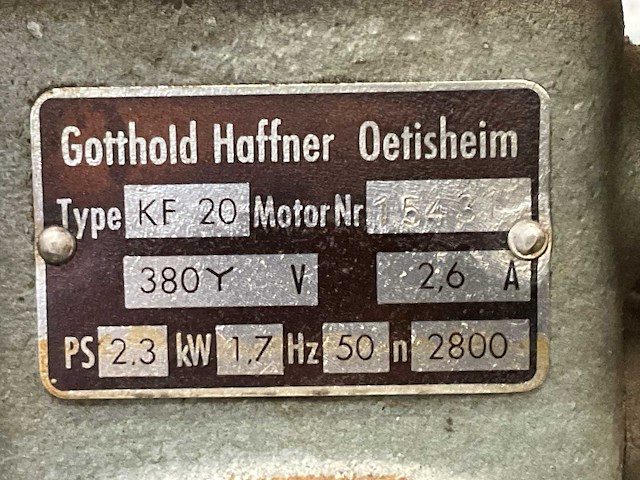 Gotthold Haffner Oetisheim
Type KF 20 Motor Nr 15431
380Y V 2,6 A
PS 2,3 kW 1,7 Hz 50 n 2800